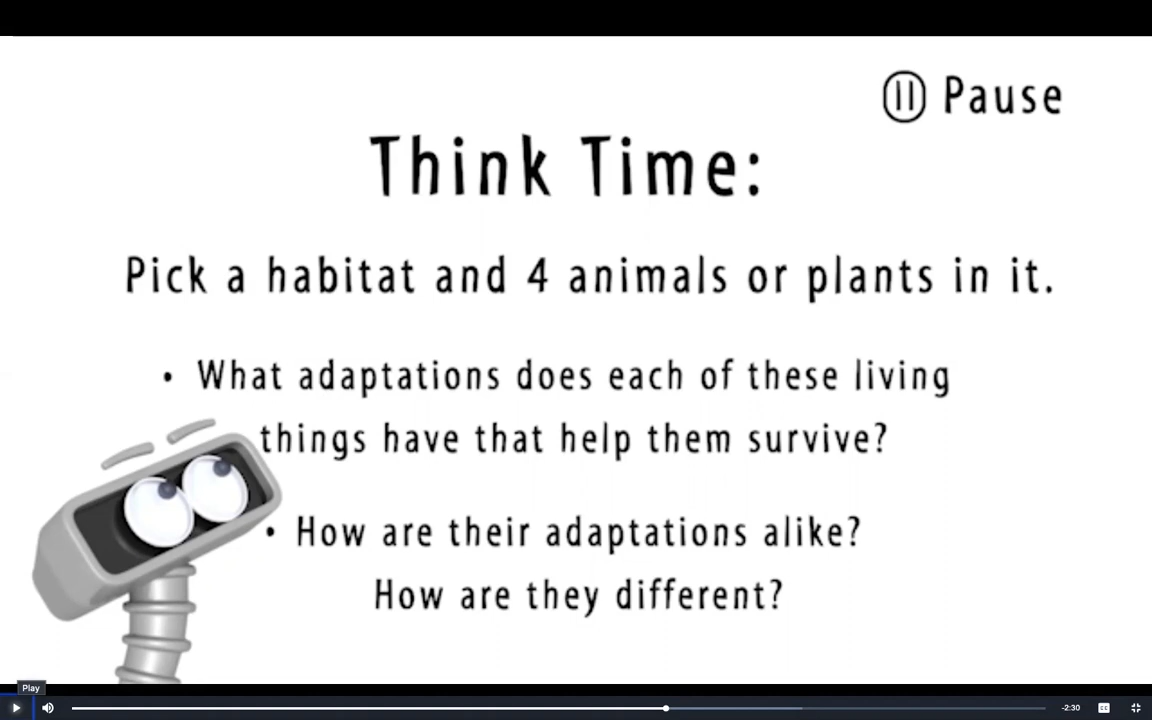 Pause
Think Time:
Pick a habitat and 4 animals or plants in it.
• What adaptations does each of these living
things have that help them survive?
• How are their adaptations alike?
How are they different?
Play
-2:30
CC